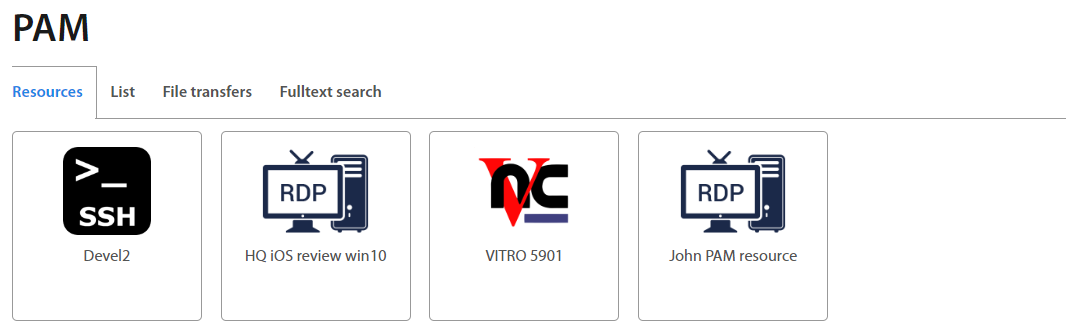 PAM
Resources List File transfers Fulltext search
>_ SSH
RDP
VNC
RDP
Devel2
HQ iOS review win10
VITRO 5901
John PAM resource